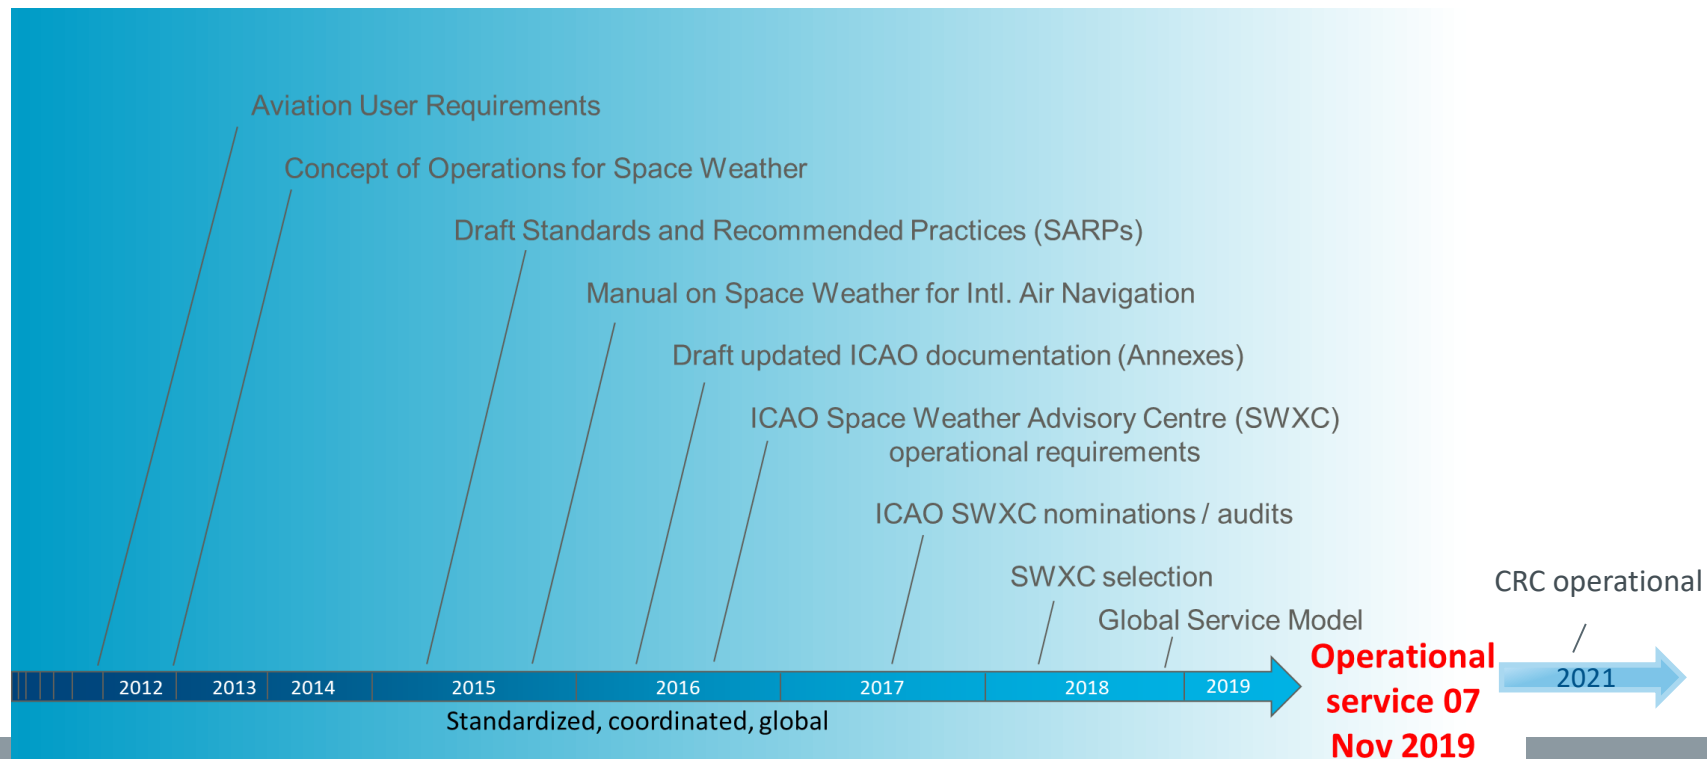 Aviation User Requirements
Concept of Operations for Space Weather
Draft Standards and Recommended Practices (SARPs)
Manual on Space Weather for Intl. Air Navigation
Draft updated ICAO documentation (Annexes)
ICAO Space Weather Advisory Centre (SWXC)
operational requirements
ICAO SWXC nominations / audits
SWXC selection
Global Service Model
CRC operational
2012 2013 2014 2015 2016 2017 2018 2019
Operational
service 07
Nov 2019
2021
Standardized, coordinated, global